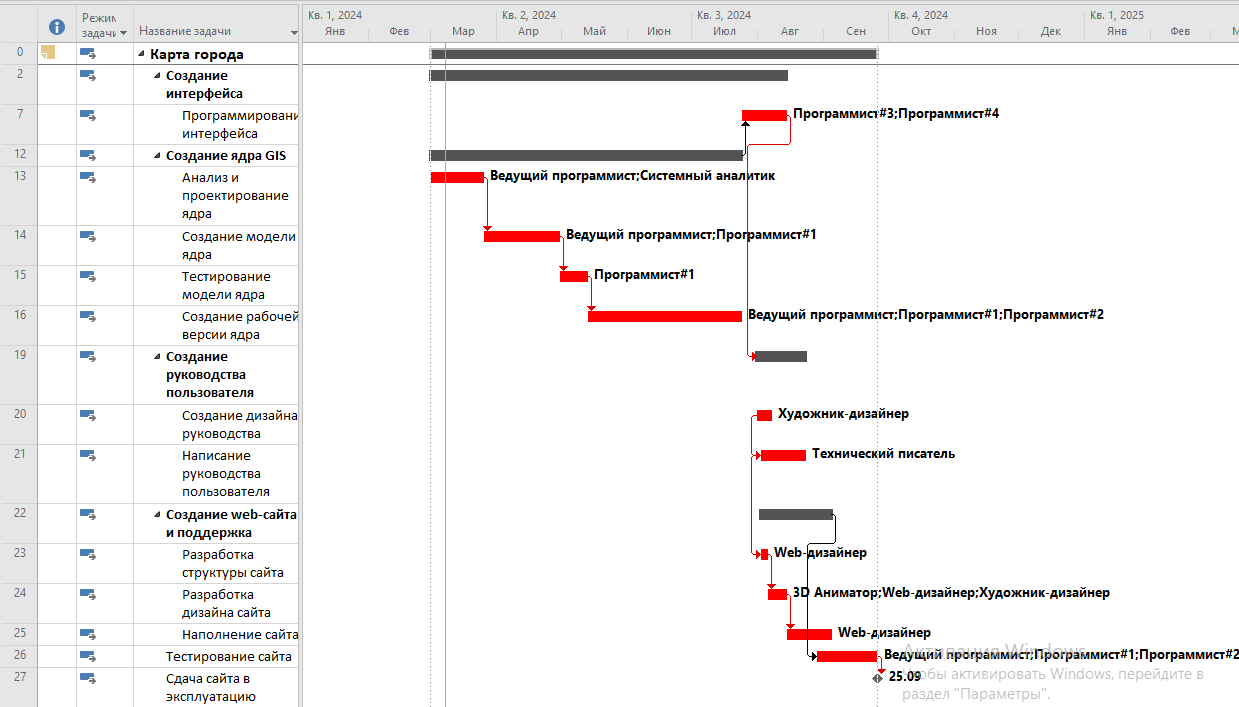 Кв. 1, 2024 Кв. 2, 2024 Кв. 3, 2024 Кв. 4, 2024 Кв. 1, 2025
Режим
задачи Название задачи Янв Фев Мар Апр Май Июн Июл Авг Сен Окт Ноя Дек Янв Фев
0 Карта города
2 Создание
интерфейса
7 Программировани Программист#3;Программист#4
интерфейса
12 Создание ядра GIS
13 Анализ и Ведущий программист;Системный аналитик
проектирование
ядра
14 Создание модели Ведущий программист;Программист#1
ядра
15 Тестирование Программист#1
модели ядра
16 Создание рабочей Ведущий программист;Программист#1;Программист#2
версии ядра
19 Создание
руководства
пользователя
20 Создание дизайна Художник-дизайнер
руководства
21 Написание Технический писатель
руководства
пользователя
22 Создание web-сайта
и поддержка
23 Разработка Web-дизайнер
структуры сайта
24 Разработка 3D Аниматор;Web-дизайнер;Художник-дизайнер
дизайна сайта
25 Наполнение сайта Web-дизайнер
26 Тестирование сайта Ведущий программист;Программист#1;Программист#2
27 Сдача сайта в 25.09
эксплуатацию
Активация Windows
Чтобы активировать Windows, перейдите в
раздел "Параметры".